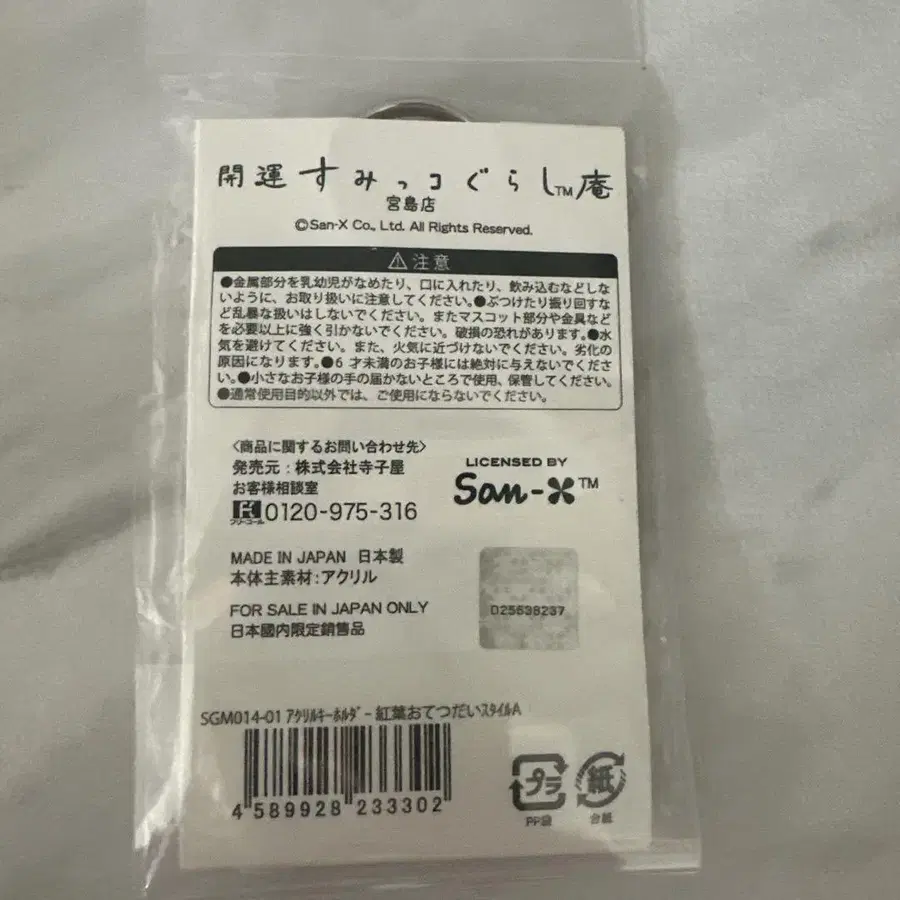 開運 すみっコぐらし™庵
宮島店
©San-X Co., Ltd. All Rights Reserved.
⚠注意
●金属部分を乳幼児がなめたり、口に入れたり、飲み込むなどしな
いように、お取り扱いに注意してください。●ぶつけたり振り回すな
ど乱暴な扱いはしないでください。またマスコット部分や金具など
を必要以上に強く引かないでください。破損の恐れがあります。●水
気を避けてください。また、火気に近づけないでください。劣化の
原因になります。●6 才未満のお子様には絶対に与えないでくださ
い。●小さなお子様の手の届かないところで使用、保管してください。
●通常使用目的以外では、ご使用にならないでください。
〈商品に関するお問い合わせ先〉
発売元：株式会社寺子屋
お客様相談室
フリーコール 0120-975-316
LICENSED BY
San-X™
MADE IN JAPAN 日本製
本体主素材：アクリル
FOR SALE IN JAPAN ONLY
日本國内限定銷售品
D25638237
SGM014-01 ｱｸﾘﾙｷｰﾎﾙﾀﾞｰ 紅葉おてつだいｽﾀｲﾙA
4 589928 233302
プラ
PP袋
紙
台紙